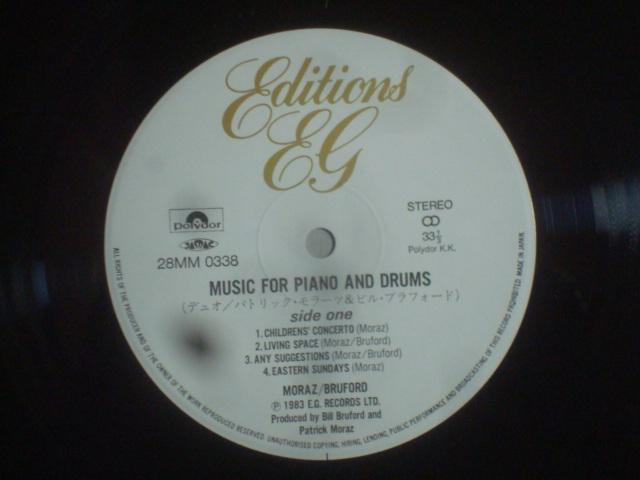 Editions
EG
Polydor
JASRAC
28MM 0338
STEREO
33 1/3
Polydor K.K.
MUSIC FOR PIANO AND DRUMS
(デュオ/パトリック・モラーツ&ビル・ブラフォード)
side one
1. CHILDRENS' CONCERTO (Moraz)
2. LIVING SPACE (Moraz/Bruford)
3. ANY SUGGESTIONS (Moraz/Bruford)
4. EASTERN SUNDAYS (Moraz)
MORAZ/BRUFORD
Ⓟ 1983 E.G. RECORDS LTD.
Produced by Bill Bruford and
Patrick Moraz
ALL RIGHTS OF THE PRODUCER AND OF THE OWNER OF THE WORK REPRODUCED RESERVED. UNAUTHORISED COPYING, HIRING, LENDING, PUBLIC PERFORMANCE AND BROADCASTING OF THIS RECORD PROHIBITED. MADE IN JAPAN.